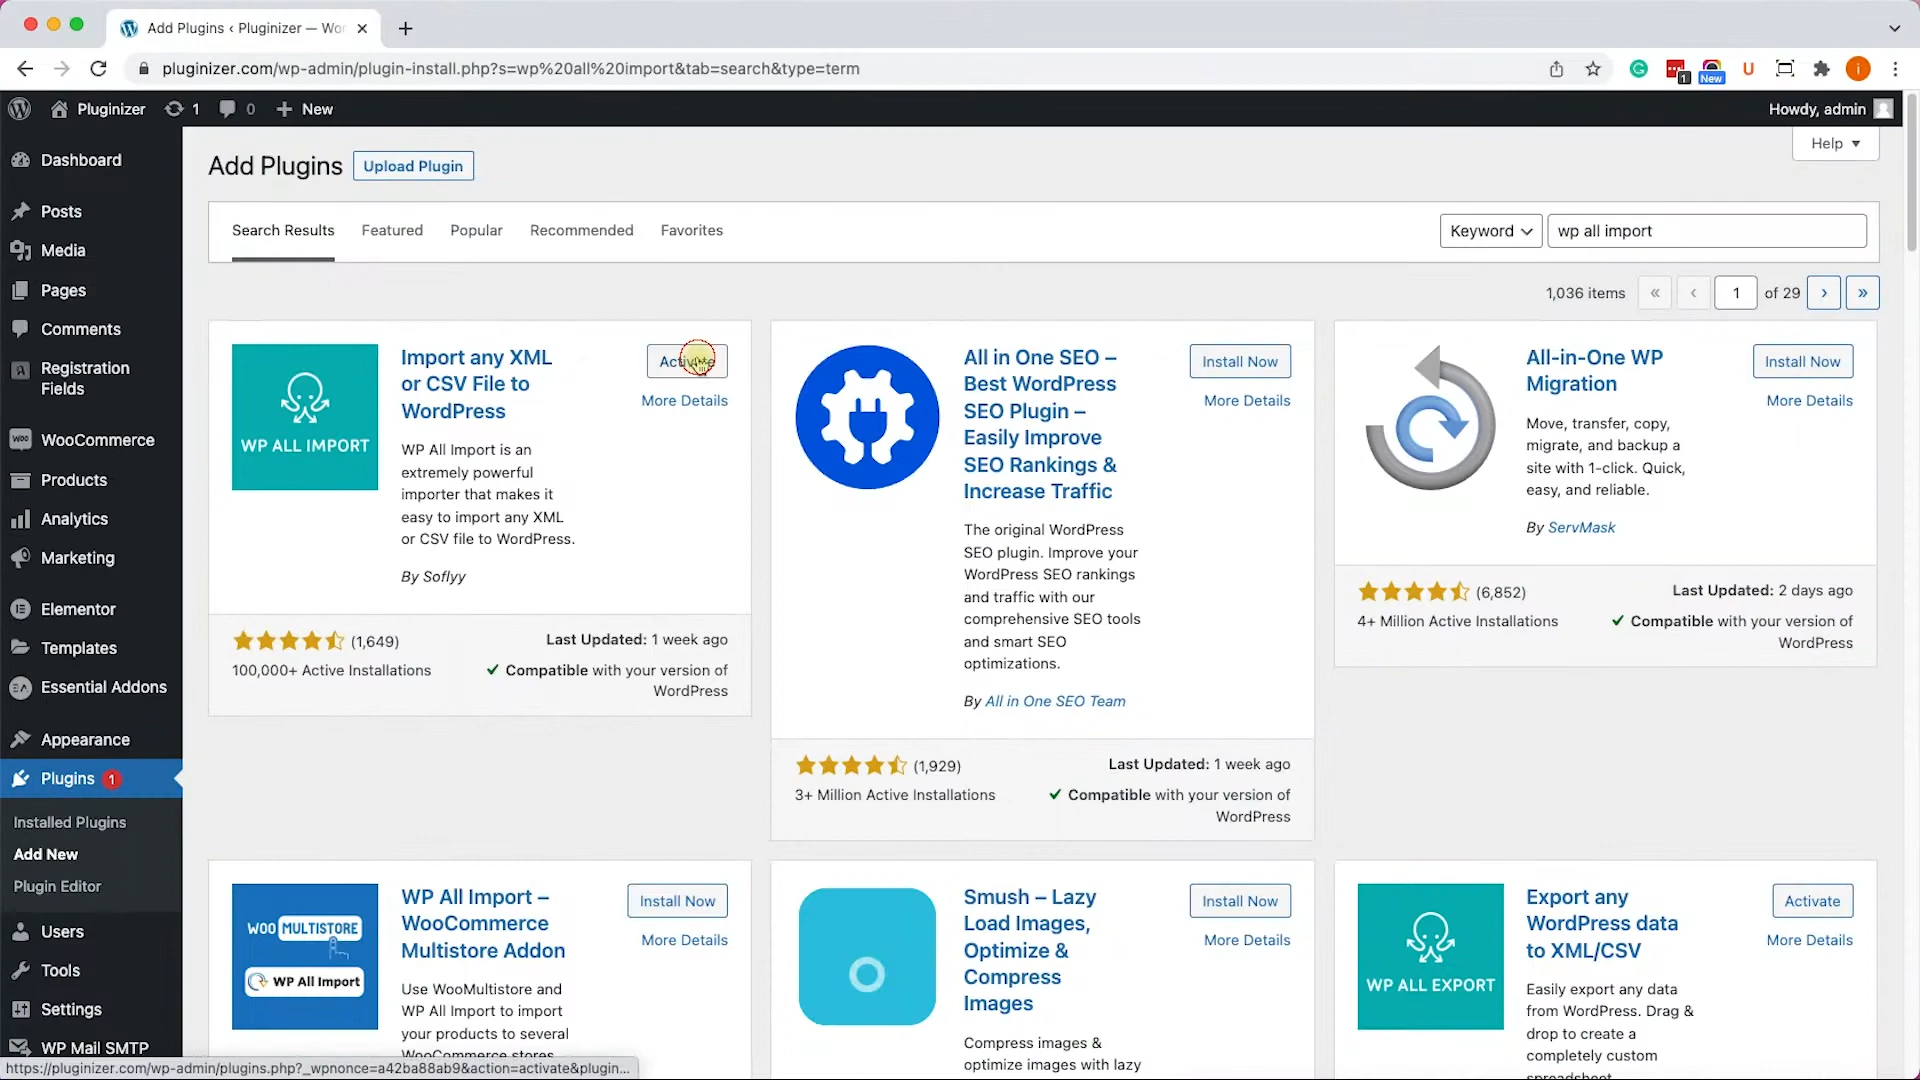 Add Plugins ‹ Pluginizer — Wor
pluginizer.com/wp-admin/plugin-install.php?s=wp%20all%20import&tab=search&type=term
1
New
U
i
Pluginizer
1
0
New
Howdy, admin
Dashboard
Posts
Media
Pages
Comments
Registration
Fields
WooCommerce
Products
Analytics
Marketing
Elementor
Templates
Essential Addons
Appearance
Plugins 1
Installed Plugins
Add New
Plugin Editor
Users
Tools
Settings
WP Mail SMTP
Help
Add Plugins
Upload Plugin
Search Results
Featured
Popular
Recommended
Favorites
Keyword
wp all import
1,036 items
«
‹
1
of 29
›
»
WP ALL IMPORT
Import any XML
or CSV File to
WordPress
Activate
More Details
WP All Import is an
extremely powerful
importer that makes it
easy to import any XML
or CSV file to WordPress.
By Soflyy
(1,649)
100,000+ Active Installations
Last Updated: 1 week ago
Compatible with your version of
WordPress
All in One SEO –
Best WordPress
SEO Plugin –
Easily Improve
SEO Rankings &
Increase Traffic
Install Now
More Details
The original WordPress
SEO plugin. Improve your
WordPress SEO rankings
and traffic with our
comprehensive SEO tools
and smart SEO
optimizations.
By All in One SEO Team
(1,929)
3+ Million Active Installations
Last Updated: 1 week ago
Compatible with your version of
WordPress
All-in-One WP
Migration
Install Now
More Details
Move, transfer, copy,
migrate, and backup a
site with 1-click. Quick,
easy, and reliable.
By ServMask
(6,852)
4+ Million Active Installations
Last Updated: 2 days ago
Compatible with your version of
WordPress
WOO MULTISTORE
WP All Import
WP All Import –
WooCommerce
Multistore Addon
Install Now
More Details
Use WooMultistore and
WP All Import to import
your products to several
WooCommerce stores
Smush – Lazy
Load Images,
Optimize &
Compress
Images
Install Now
More Details
Compress images &
optimize images with lazy
WP ALL EXPORT
Export any
WordPress data
to XML/CSV
Activate
More Details
Easily export any data
from WordPress. Drag &
drop to create a
completely custom
spreadsheet
https://pluginizer.com/wp-admin/plugins.php?_wpnonce=a42ba88ab9&action=activate&plugin...